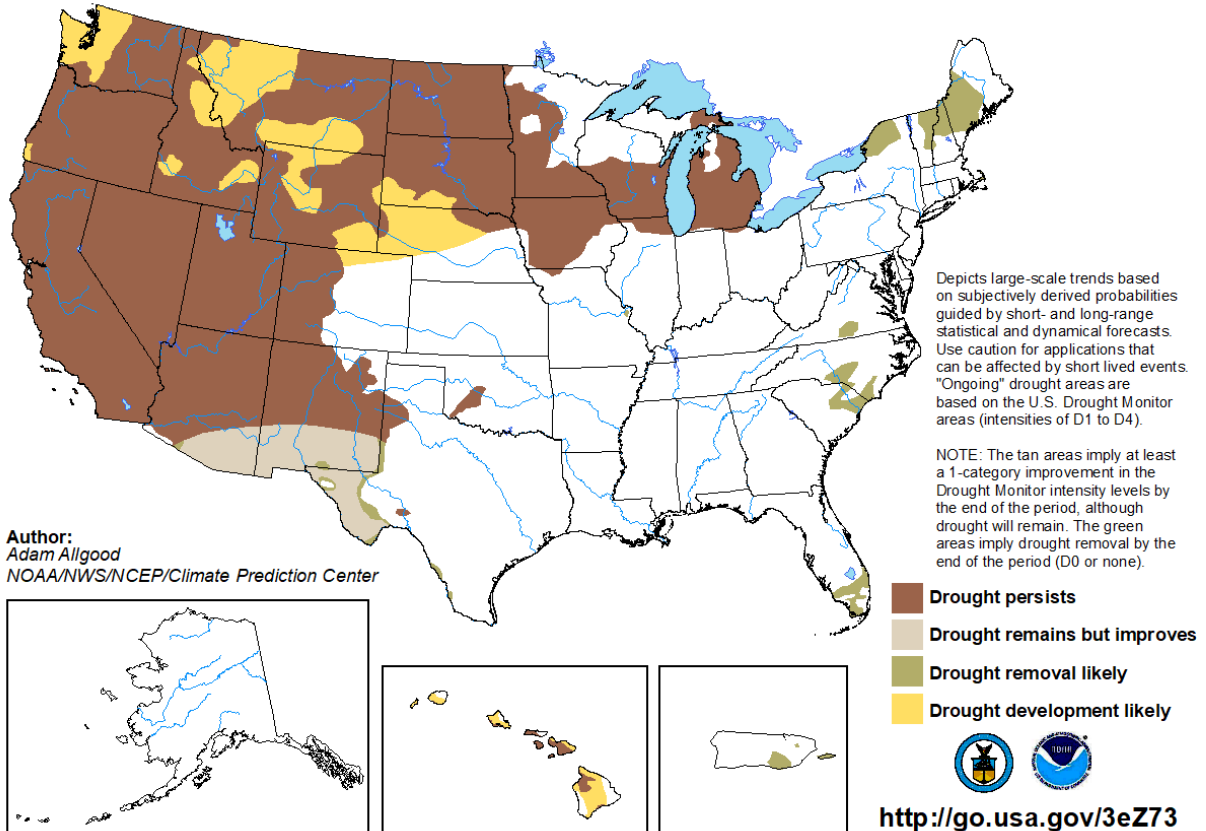 Depicts large-scale trends based
on subjectively derived probabilities
guided by short- and long-range
statistical and dynamical forecasts.
Use caution for applications that
can be affected by short lived events.
"Ongoing" drought areas are
based on the U.S. Drought Monitor
areas (intensities of D1 to D4).
NOTE: The tan areas imply at least
a 1-category improvement in the
Drought Monitor intensity levels by
the end of the period, although
drought will remain. The green
areas imply drought removal by the
end of the period (D0 or none).
Author:
Adam Allgood
NOAA/NWS/NCEP/Climate Prediction Center
Drought persists
Drought remains but improves
Drought removal likely
Drought development likely
http://go.usa.gov/3eZ73